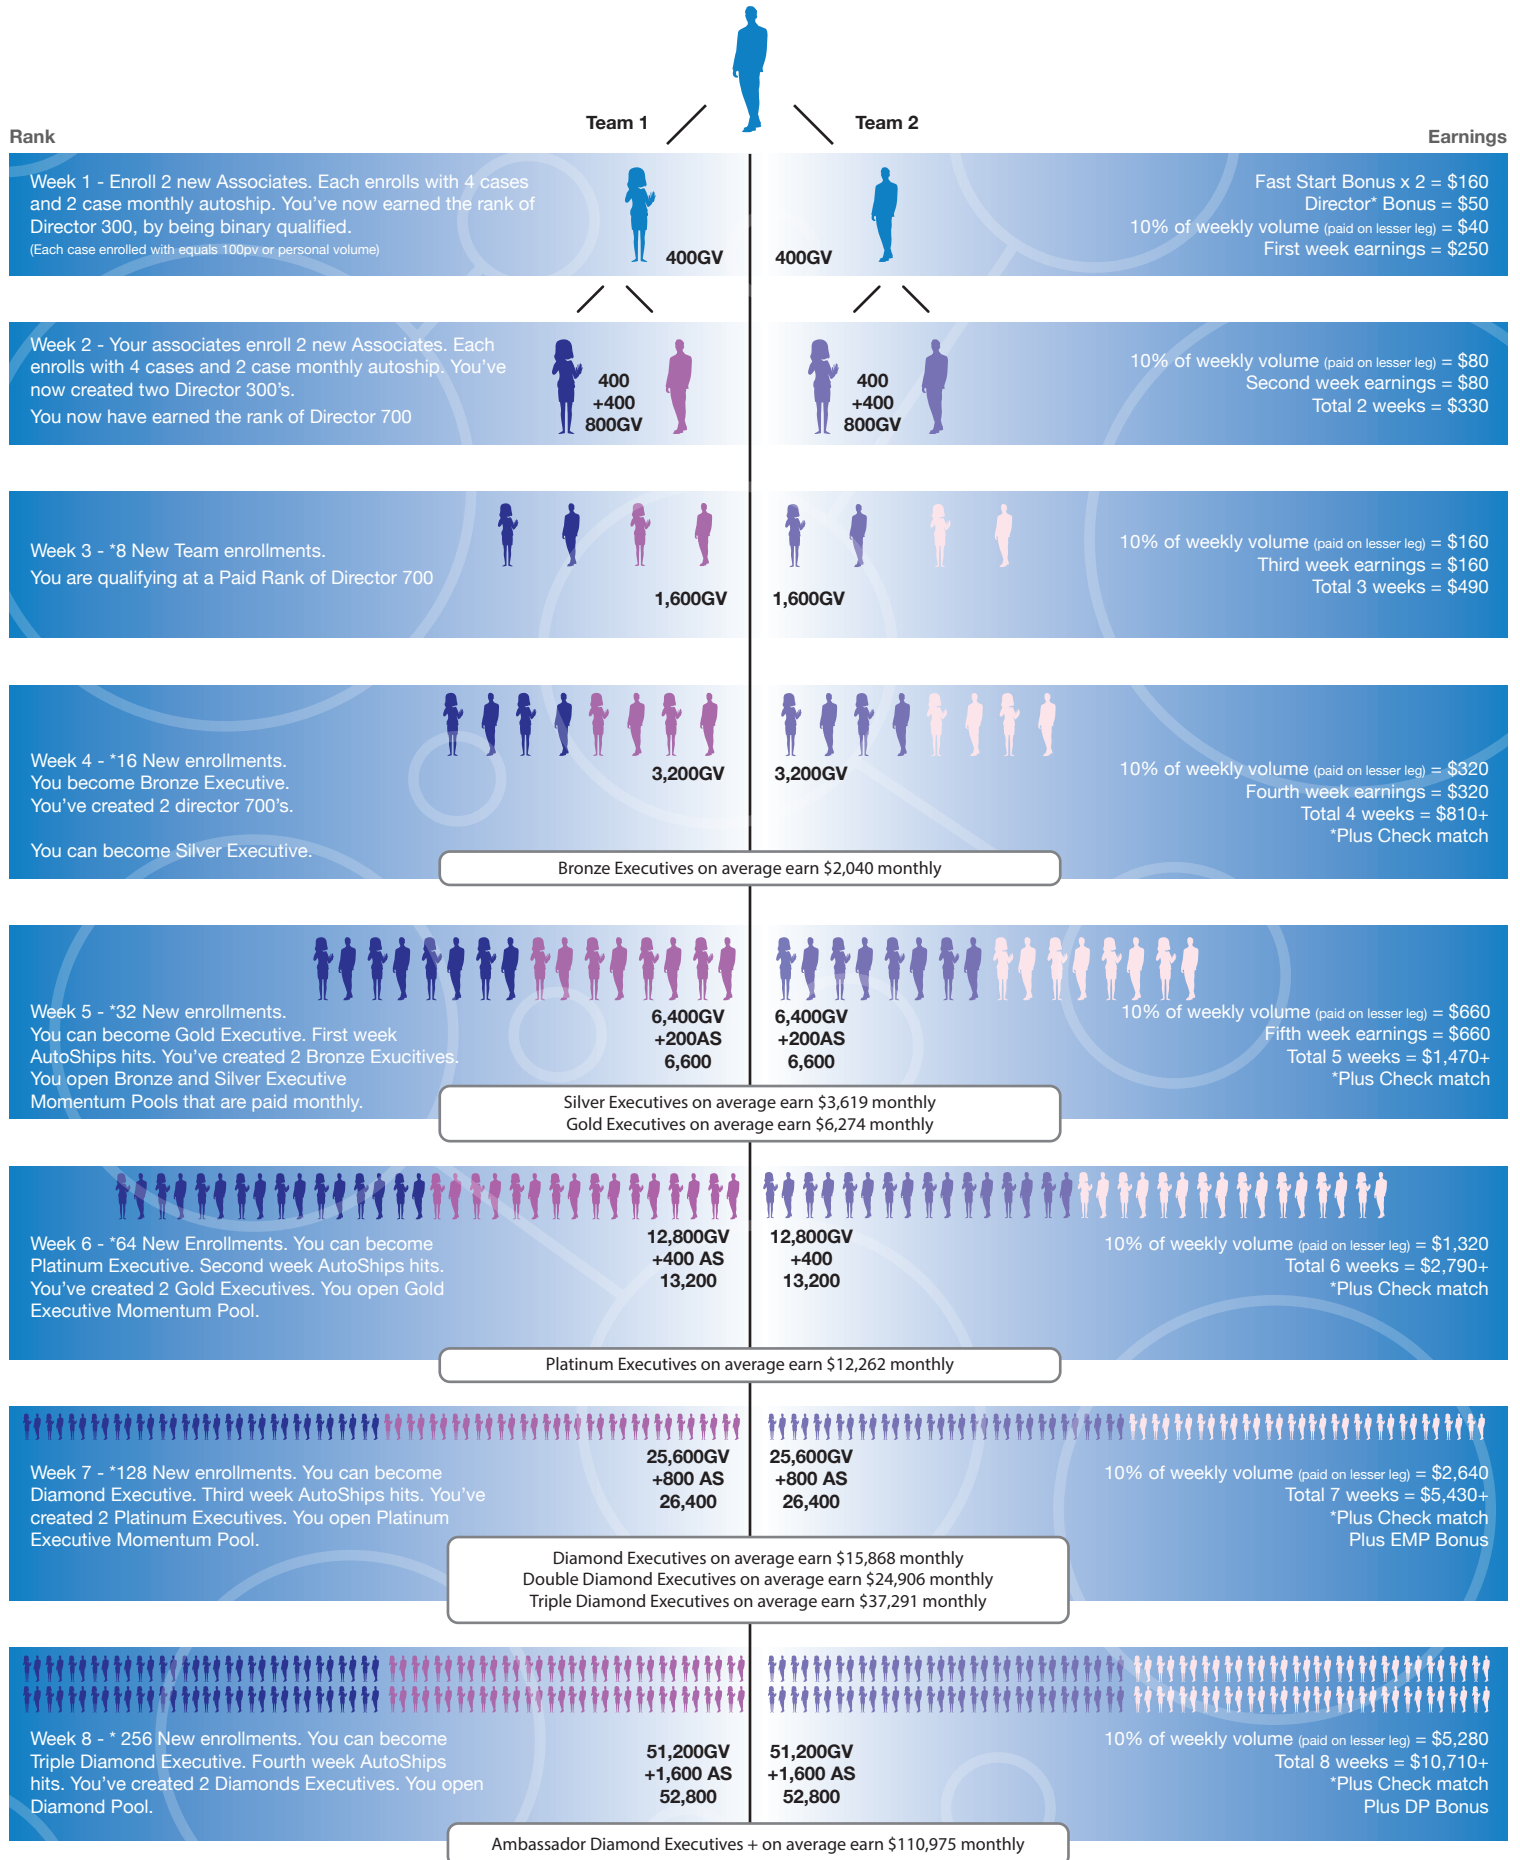 Team 1
Team 2
Rank
Earnings
Week 1 - Enroll 2 new Associates. Each enrolls with 4 cases
and 2 case monthly autoship. You've now earned the rank of
Director 300, by being binary qualified.
(Each case enrolled with equals 100pv or personal volume)
400GV
400GV
Fast Start Bonus x 2 = $160
Director* Bonus = $50
10% of weekly volume (paid on lesser leg) = $40
First week earnings = $250
Week 2 - Your associates enroll 2 new Associates. Each
enrolls with 4 cases and 2 case monthly autoship. You've
now created two Director 300's.
You now have earned the rank of Director 700
400
+400
800GV
400
+400
800GV
10% of weekly volume (paid on lesser leg) = $80
Second week earnings = $80
Total 2 weeks = $330
Week 3 - *8 New Team enrollments.
You are qualifying at a Paid Rank of Director 700
1,600GV
1,600GV
10% of weekly volume (paid on lesser leg) = $160
Third week earnings = $160
Total 3 weeks = $490
Week 4 - *16 New enrollments.
You become Bronze Executive.
You've created 2 director 700's.
You can become Silver Executive.
3,200GV
3,200GV
10% of weekly volume (paid on lesser leg) = $320
Fourth week earnings = $320
Total 4 weeks = $810+
*Plus Check match
Bronze Executives on average earn $2,040 monthly
Week 5 - *32 New enrollments.
You can become Gold Executive. First week
AutoShips hits. You've created 2 Bronze Exucitives.
You open Bronze and Silver Executive
Momentum Pools that are paid monthly.
6,400GV
+200AS
6,600
6,400GV
+200AS
6,600
10% of weekly volume (paid on lesser leg) = $660
Fifth week earnings = $660
Total 5 weeks = $1,470+
*Plus Check match
Silver Executives on average earn $3,619 monthly
Gold Executives on average earn $6,274 monthly
Week 6 - *64 New Enrollments. You can become
Platinum Executive. Second week AutoShips hits.
You've created 2 Gold Executives. You open Gold
Executive Momentum Pool.
12,800GV
+400 AS
13,200
12,800GV
+400
13,200
10% of weekly volume (paid on lesser leg) = $1,320
Total 6 weeks = $2,790+
*Plus Check match
Platinum Executives on average earn $12,262 monthly
Week 7 - *128 New enrollments. You can become
Diamond Executive. Third week AutoShips hits. You've
created 2 Platinum Executives. You open Platinum
Executive Momentum Pool.
25,600GV
+800 AS
26,400
25,600GV
+800 AS
26,400
10% of weekly volume (paid on lesser leg) = $2,640
Total 7 weeks = $5,430+
*Plus Check match
Plus EMP Bonus
Diamond Executives on average earn $15,868 monthly
Double Diamond Executives on average earn $24,906 monthly
Triple Diamond Executives on average earn $37,291 monthly
Week 8 - * 256 New enrollments. You can become
Triple Diamond Executive. Fourth week AutoShips
hits. You've created 2 Diamonds Executives. You open
Diamond Pool.
51,200GV
+1,600 AS
52,800
51,200GV
+1,600 AS
52,800
10% of weekly volume (paid on lesser leg) = $5,280
Total 8 weeks = $10,710+
*Plus Check match
Plus DP Bonus
Ambassador Diamond Executives + on average earn $110,975 monthly